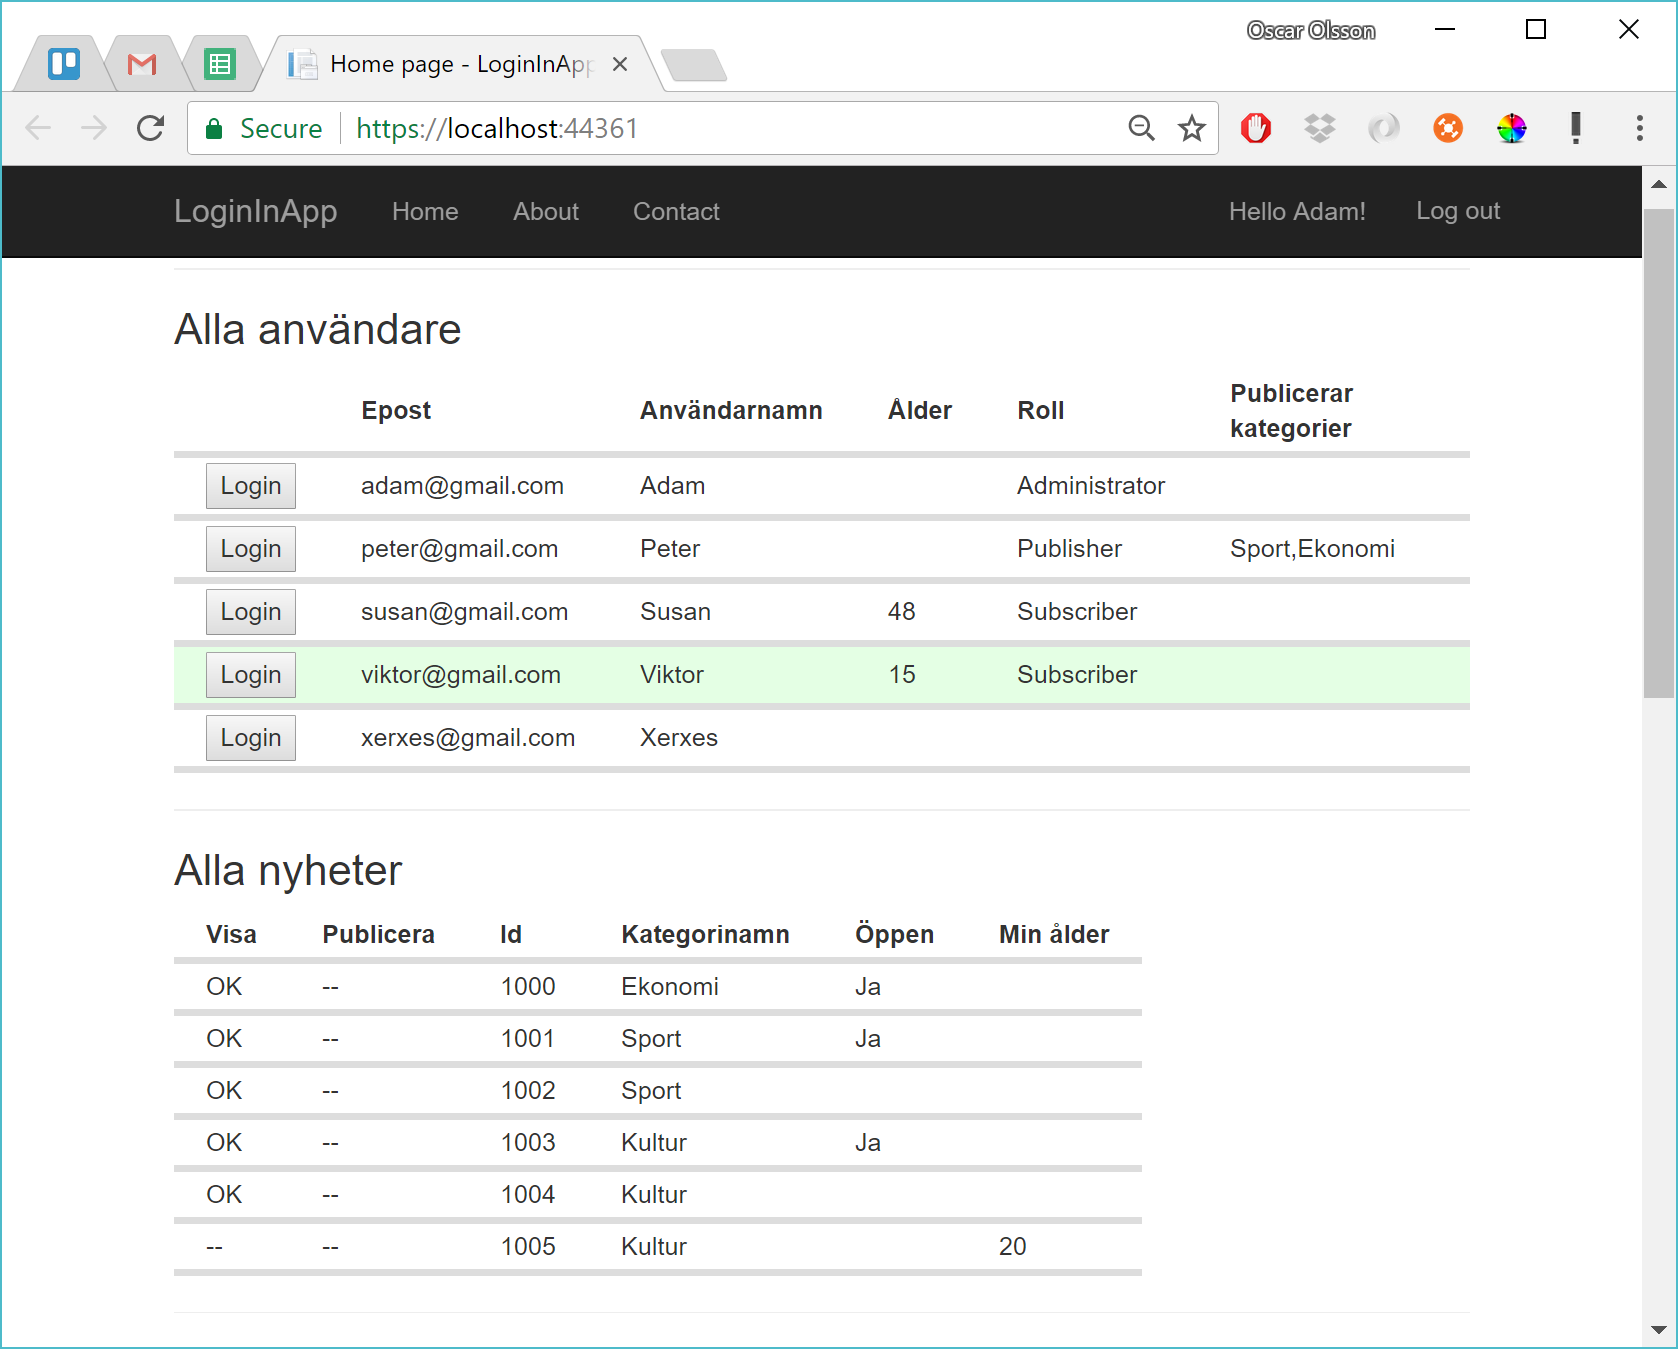 Oscar Olsson
Home page - LoginInApp
Secure https://localhost:44361
LoginInApp Home About Contact Hello Adam! Log out
Alla användare
Epost Användarnamn Ålder Roll Publicerar kategorier
Login adam@gmail.com Adam Administrator
Login peter@gmail.com Peter Publisher Sport,Ekonomi
Login susan@gmail.com Susan 48 Subscriber
Login viktor@gmail.com Viktor 15 Subscriber
Login xerxes@gmail.com Xerxes
Alla nyheter
Visa Publicera Id Kategorinamn Öppen Min ålder
OK -- 1000 Ekonomi Ja
OK -- 1001 Sport Ja
OK -- 1002 Sport
OK -- 1003 Kultur Ja
OK -- 1004 Kultur
-- -- 1005 Kultur 20